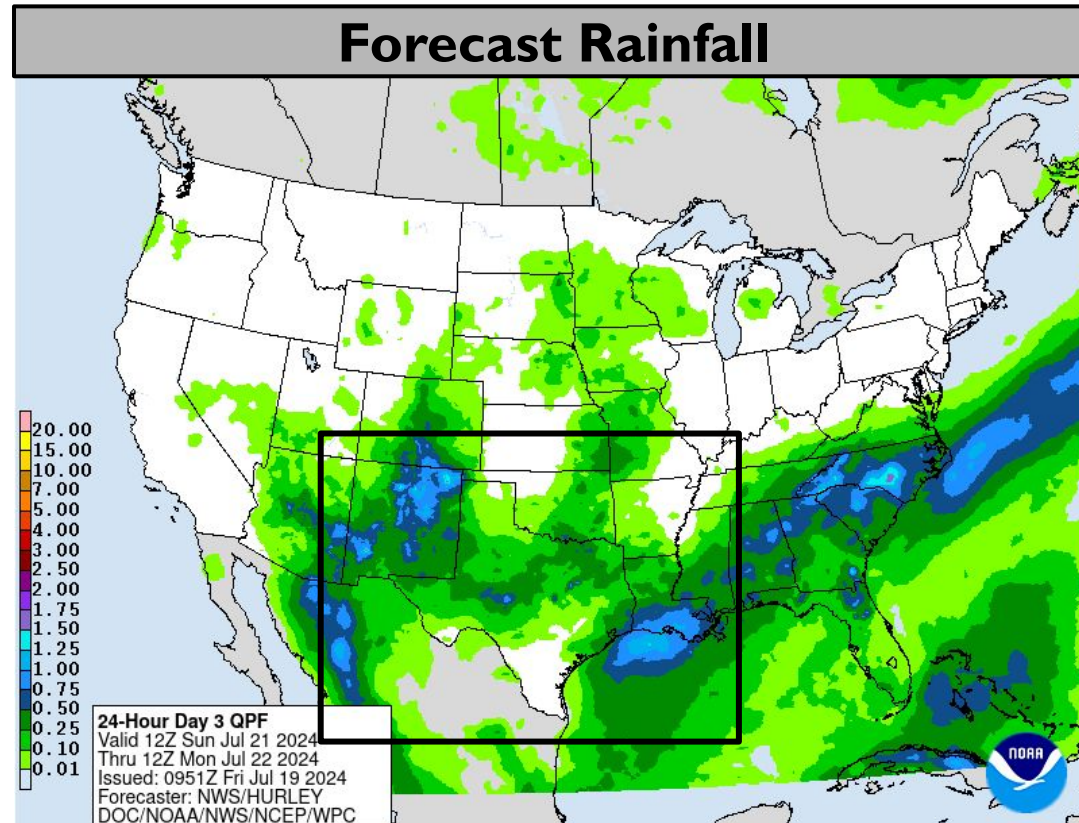 Forecast Rainfall
20.00
15.00
10.00
7.00
5.00
4.00
3.00
2.50
2.00
1.75
1.50
1.25
1.00
0.75
0.50
0.25
0.10
0.01
24-Hour Day 3 QPF
Valid 12Z Sun Jul 21 2024
Thru 12Z Mon Jul 22 2024
Issued: 0951Z Fri Jul 19 2024
Forecaster: NWS/HURLEY
DOC/NOAA/NWS/NCEP/WPC
NOAA